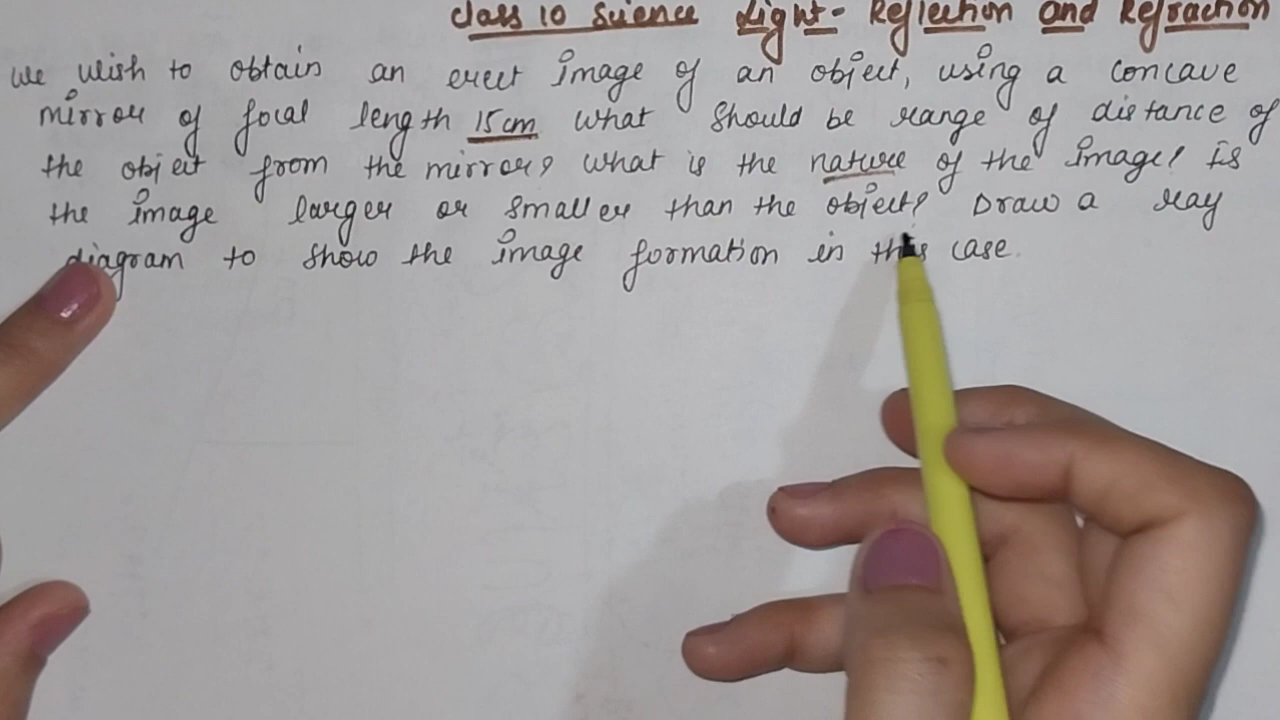 class 10 Science Light - Reflection and Refraction
We wish to obtain an erect image of an object, using a concave
mirror of focal length 15 cm what should be range of distance of
the object from the mirror? what is the nature of the image? Is
the image larger or smaller than the object? Draw a ray
diagram to show the image formation in this case.